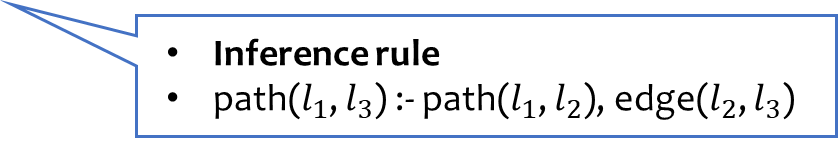 • Inference rule
• path(𝑙₁, 𝑙₃) :- path(𝑙₁, 𝑙₂), edge(𝑙₂, 𝑙₃)